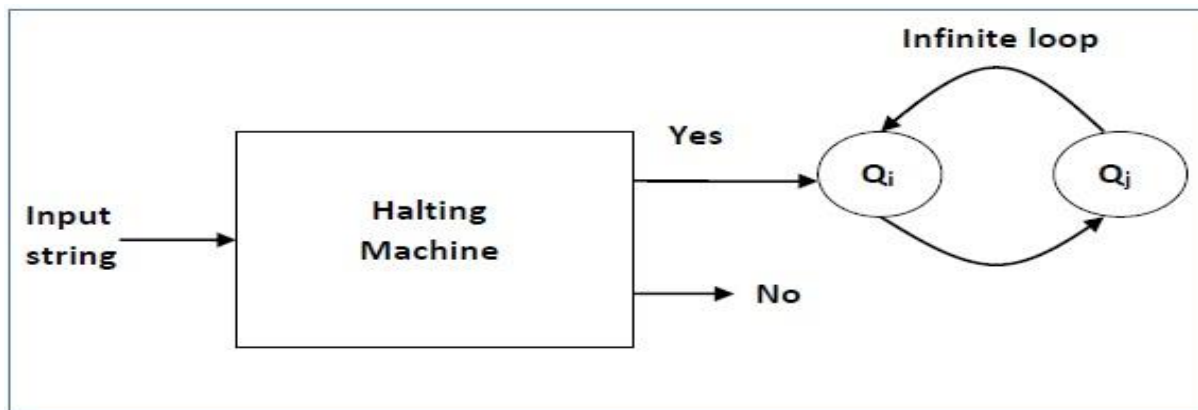 Infinite loop
Yes
Qi
Qj
Input
string
Halting
Machine
No